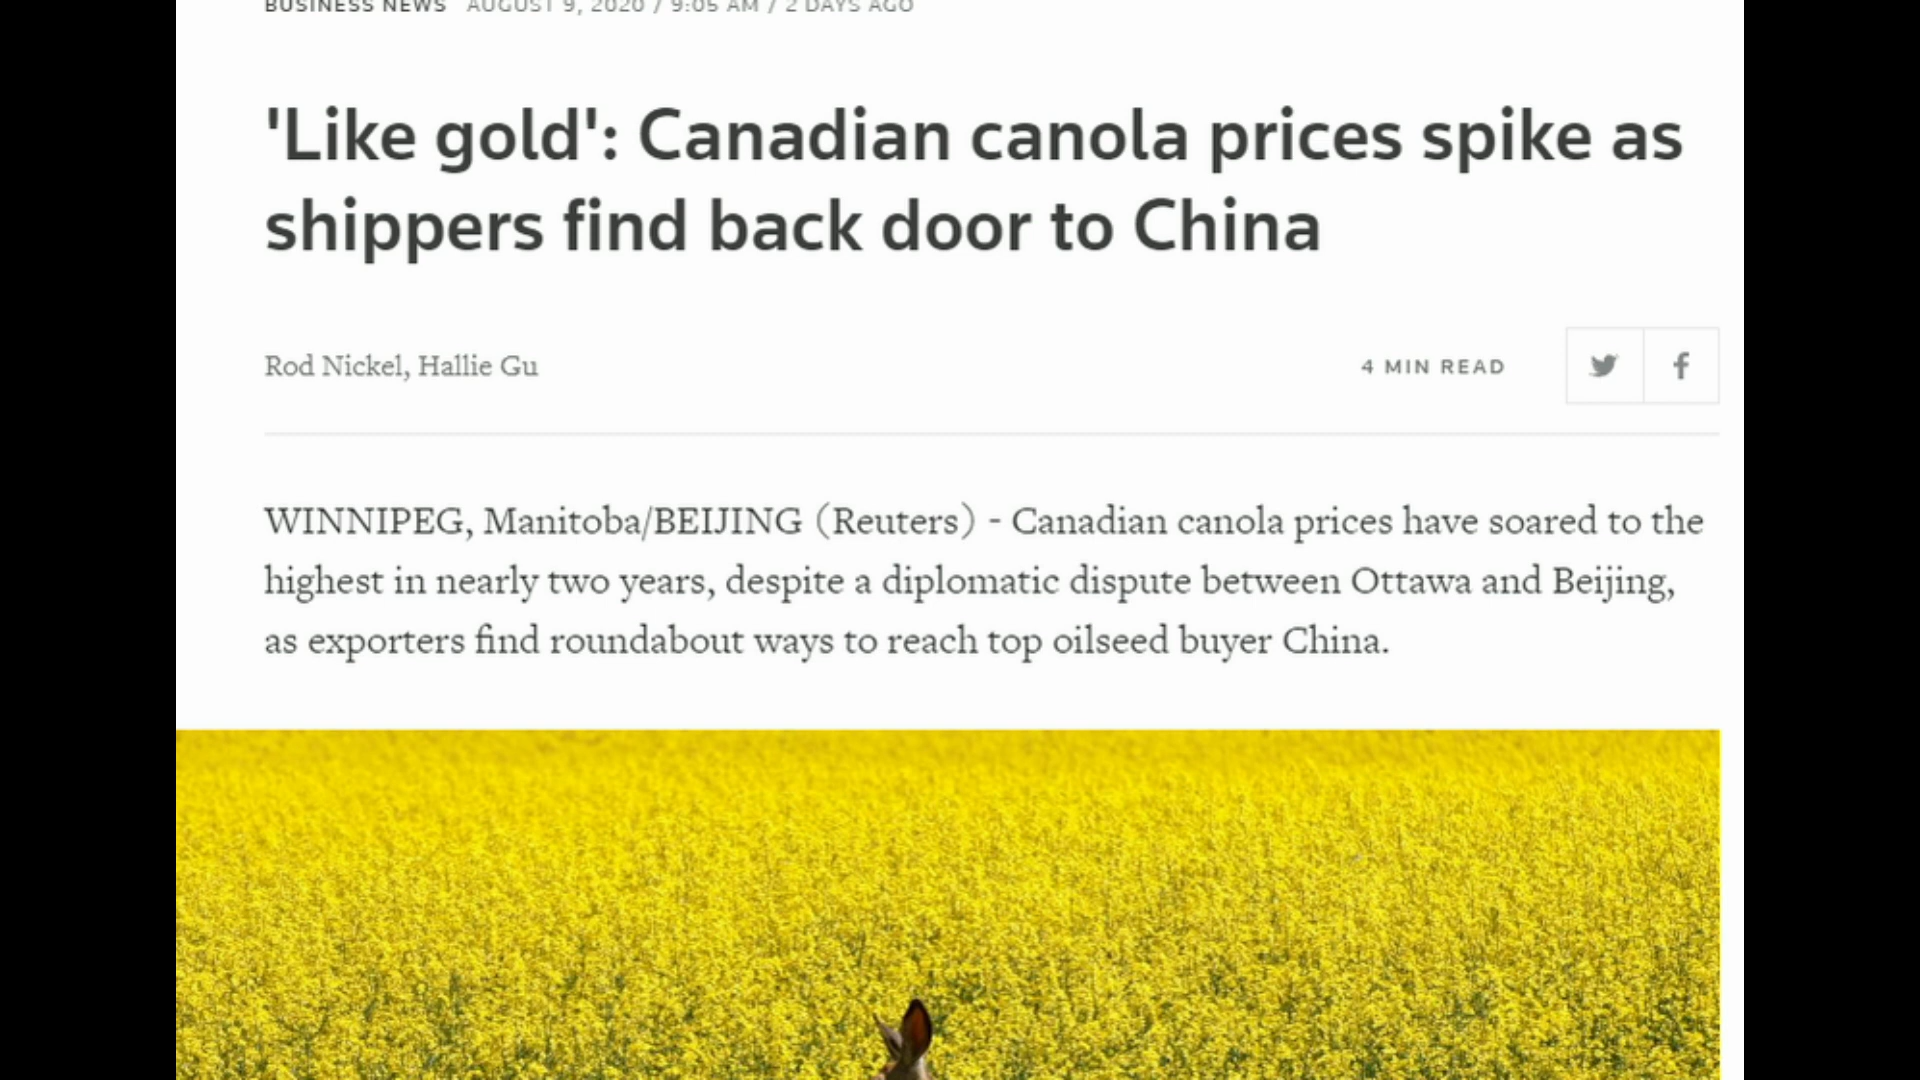 BUSINESS NEWS AUGUST 9, 2020 / 9:05 AM / 2 DAYS AGO
'Like gold': Canadian canola prices spike as
shippers find back door to China
Rod Nickel, Hallie Gu
4 MIN READ
WINNIPEG, Manitoba/BEIJING (Reuters) - Canadian canola prices have soared to the
highest in nearly two years, despite a diplomatic dispute between Ottawa and Beijing,
as exporters find roundabout ways to reach top oilseed buyer China.